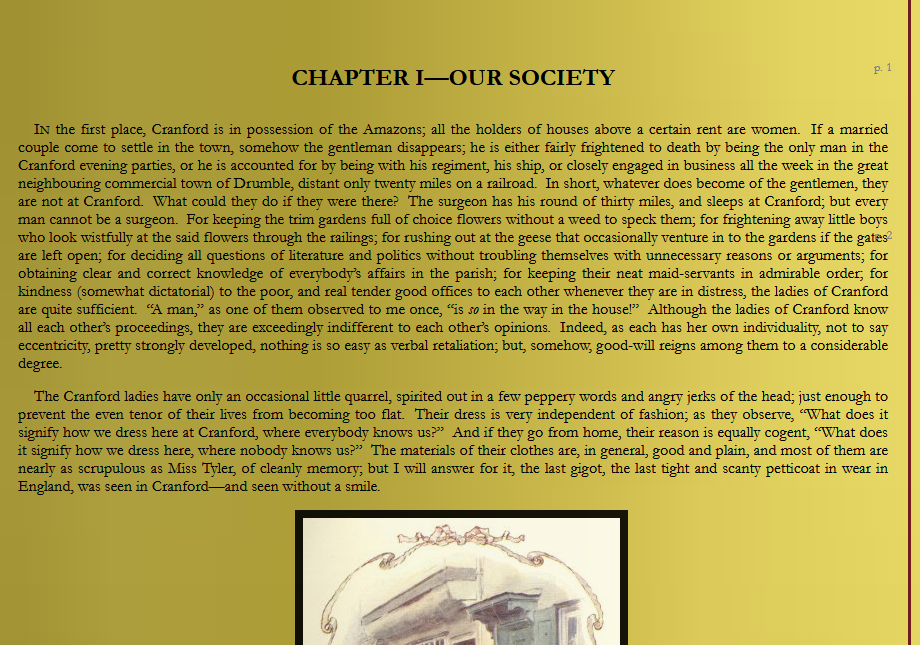 p. 1
CHAPTER I—OUR SOCIETY
IN the first place, Cranford is in possession of the Amazons; all the holders of houses above a certain rent are women. If a married
couple come to settle in the town, somehow the gentleman disappears; he is either fairly frightened to death by being the only man in the
Cranford evening parties, or he is accounted for by being with his regiment, his ship, or closely engaged in business all the week in the great
neighbouring commercial town of Drumble, distant only twenty miles on a railroad. In short, whatever does become of the gentlemen, they
are not at Cranford. What could they do if they were there? The surgeon has his round of thirty miles, and sleeps at Cranford; but every
man cannot be a surgeon. For keeping the trim gardens full of choice flowers without a weed to speck them; for frightening away little boys
who look wistfully at the said flowers through the railings; for rushing out at the geese that occasionally venture in to the gardens if the gates
p. 2
are left open; for deciding all questions of literature and politics without troubling themselves with unnecessary reasons or arguments; for
obtaining clear and correct knowledge of everybody’s affairs in the parish; for keeping their neat maid-servants in admirable order; for
kindness (somewhat dictatorial) to the poor, and real tender good offices to each other whenever they are in distress, the ladies of Cranford
are quite sufficient. “A man,” as one of them observed to me once, “is so in the way in the house!” Although the ladies of Cranford know
all each other’s proceedings, they are exceedingly indifferent to each other’s opinions. Indeed, as each has her own individuality, not to say
eccentricity, pretty strongly developed, nothing is so easy as verbal retaliation; but, somehow, good-will reigns among them to a considerable
degree.
The Cranford ladies have only an occasional little quarrel, spirited out in a few peppery words and angry jerks of the head; just enough to
prevent the even tenor of their lives from becoming too flat. Their dress is very independent of fashion; as they observe, “What does it
signify how we dress here at Cranford, where everybody knows us?” And if they go from home, their reason is equally cogent, “What does
it signify how we dress here, where nobody knows us?” The materials of their clothes are, in general, good and plain, and most of them are
nearly as scrupulous as Miss Tyler, of cleanly memory; but I will answer for it, the last gigot, the last tight and scanty petticoat in wear in
England, was seen in Cranford—and seen without a smile.